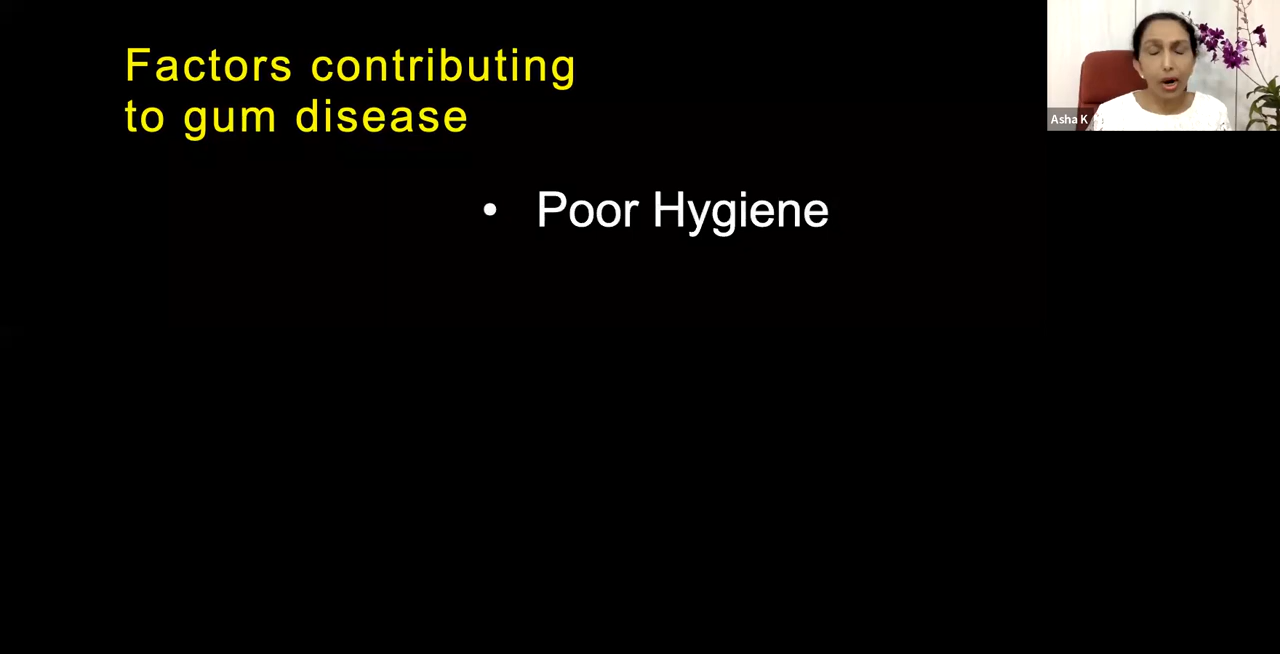 Factors contributing
to gum disease
Asha K
• Poor Hygiene